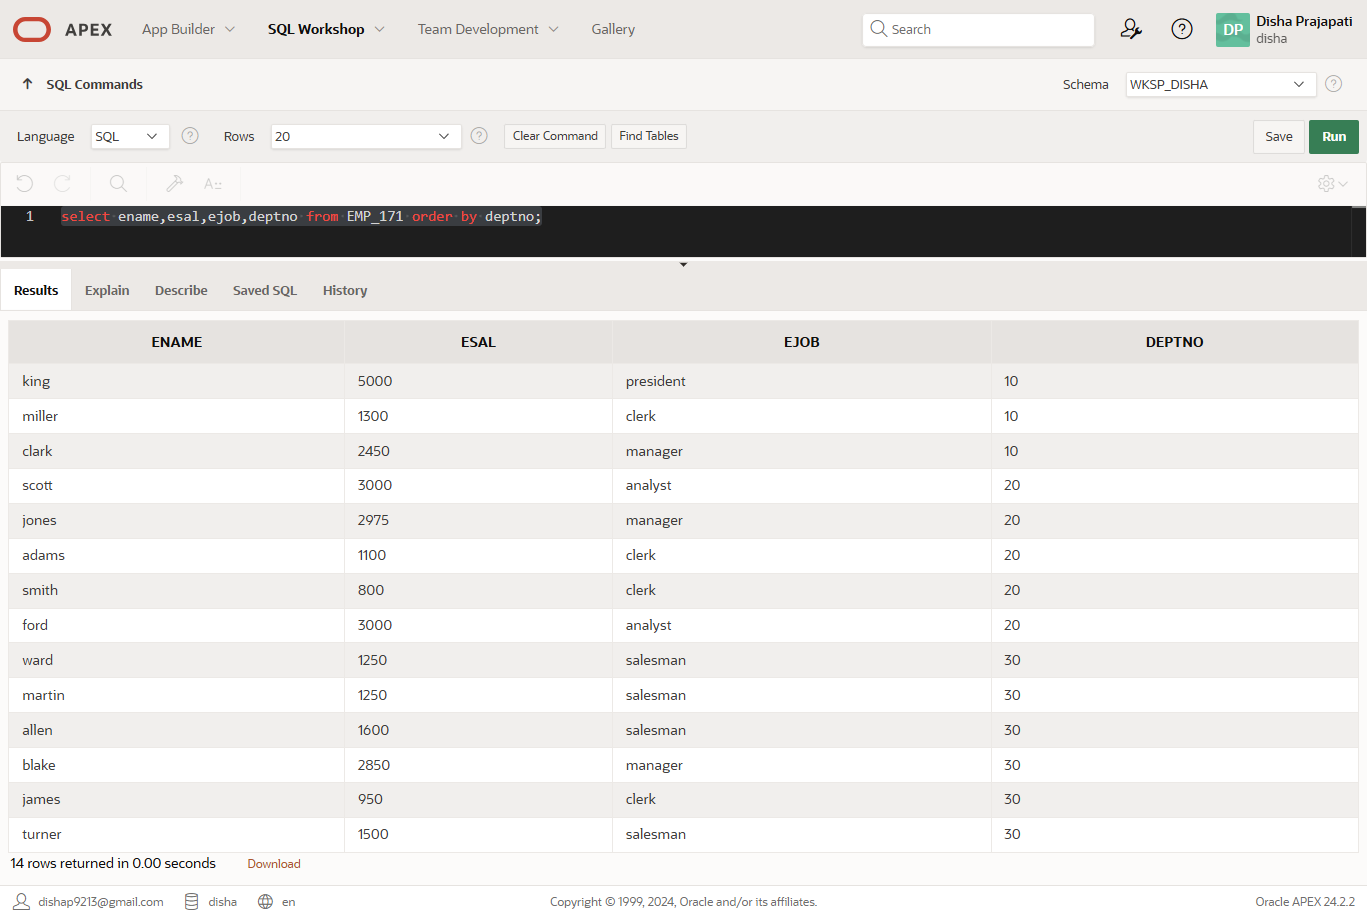 APEX App Builder SQL Workshop Team Development Gallery Search DP Disha Prajapati
disha
SQL Commands Schema WKSP_DISHA ?
Language SQL ? Rows 20 ? Clear Command Find Tables Save Run
A
1 select ename,esal,ejob,deptno from EMP_171 order by deptno;
Results Explain Describe Saved SQL History
ENAME ESAL EJOB DEPTNO
king 5000 president 10
miller 1300 clerk 10
clark 2450 manager 10
scott 3000 analyst 20
jones 2975 manager 20
adams 1100 clerk 20
smith 800 clerk 20
ford 3000 analyst 20
ward 1250 salesman 30
martin 1250 salesman 30
allen 1600 salesman 30
blake 2850 manager 30
james 950 clerk 30
turner 1500 salesman 30
14 rows returned in 0.00 seconds Download
dishap9213@gmail.com disha en Copyright © 1999, 2024, Oracle and/or its affiliates. Oracle APEX 24.2.2